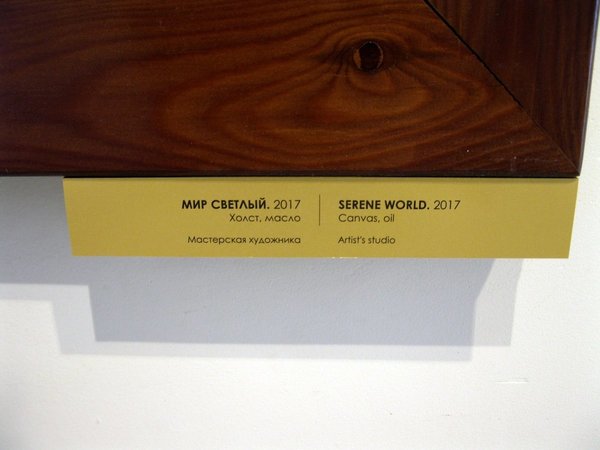 МИР СВЕТЛЫЙ. 2017
Холст, масло
Мастерская художника
SERENE WORLD. 2017
Canvas, oil
Artist's studio